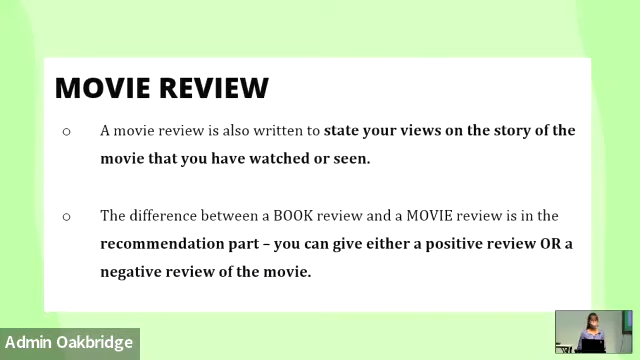 MOVIE REVIEW
o A movie review is also written to state your views on the story of the
movie that you have watched or seen.
o The difference between a BOOK review and a MOVIE review is in the
recommendation part – you can give either a positive review OR a
negative review of the movie.
Admin Oakbridge